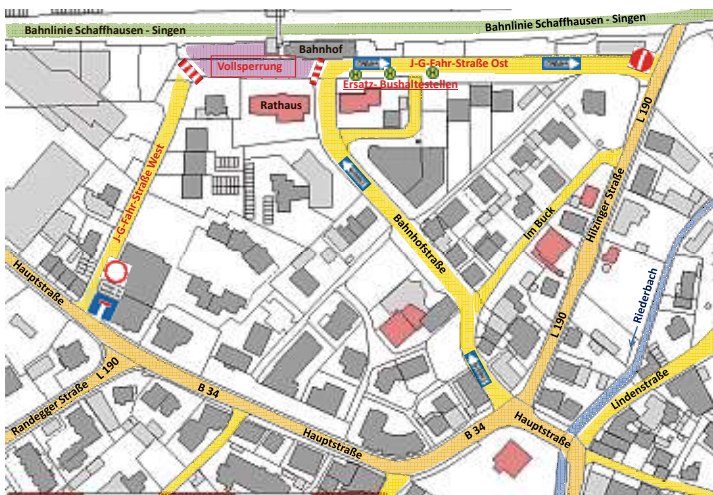 Bahnlinie Schaffhausen - Singen
Bahnlinie Schaffhausen - Singen
Bahnhof
Vollsperrung
J-G-Fahr-Straße Ost
H
H
H
Ersatz- Bushaltestellen
Rathaus
L 190
J-G-Fahr-Straße West
Hilzinger Straße
Im Buck
Bahnhofstraße
Hauptstraße
Riederbach
L 190
L 190
Randegger Straße
B 34
Lindenstraße
Hauptstraße
B 34
Hauptstraße